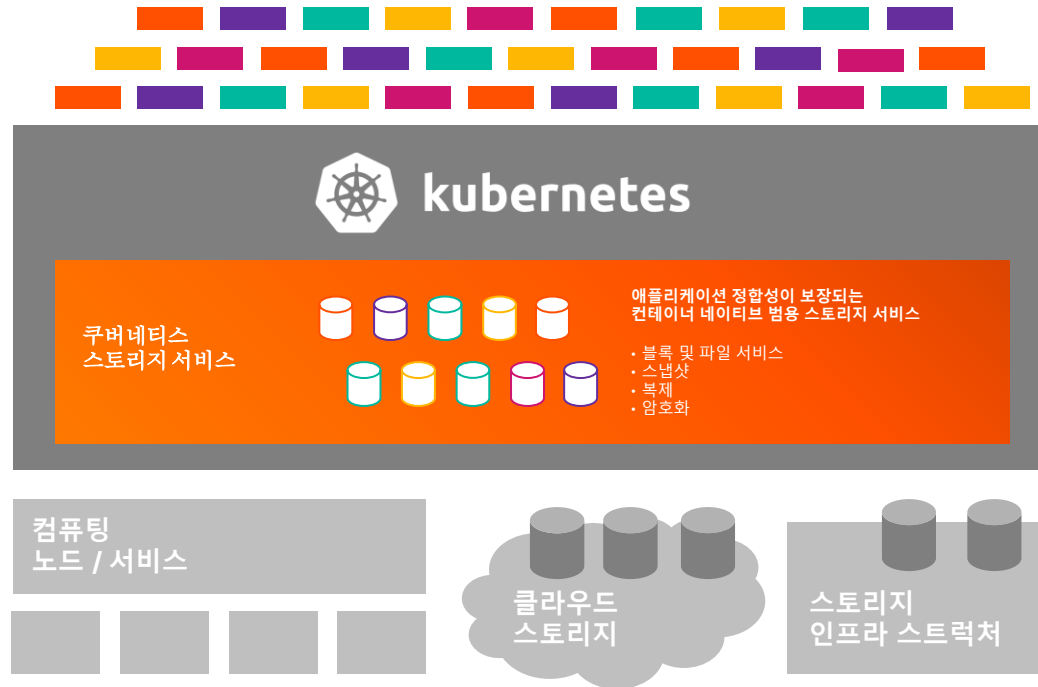 kubernetes
쿠버네티스
스토리지 서비스
애플리케이션 정합성이 보장되는
컨테이너 네이티브 범용 스토리지 서비스
• 블록 및 파일 서비스
• 스냅샷
• 복제
• 암호화
컴퓨팅
노드 / 서비스
클라우드
스토리지
스토리지
인프라 스트럭처